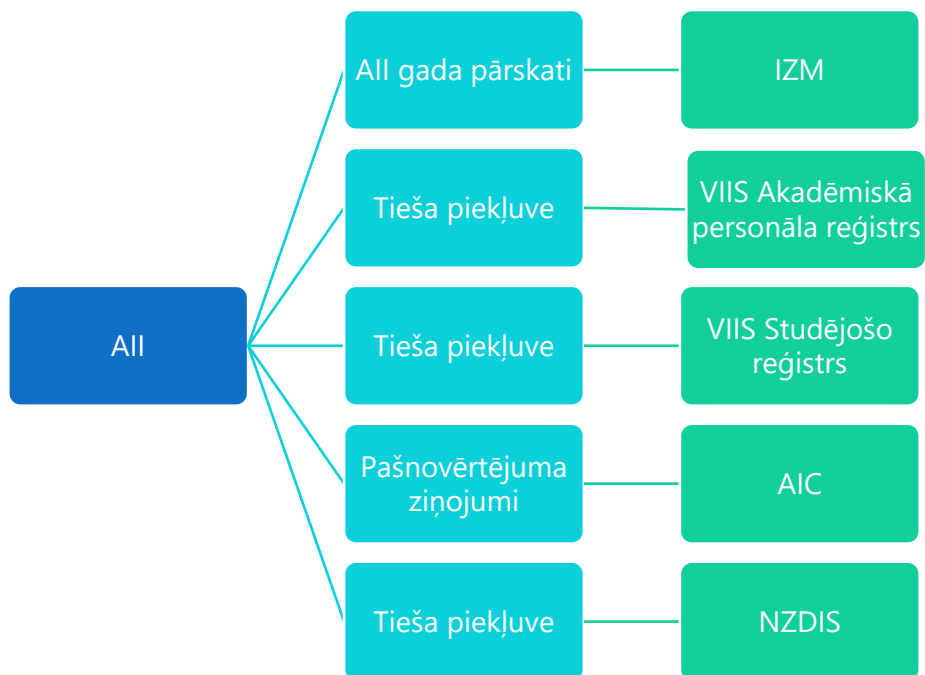 AII gada pārskati
IZM
Tieša piekļuve
VIIS Akadēmiskā
personāla reģistrs
AII
Tieša piekļuve
VIIS Studējošo
reģistrs
Pašnovērtējuma
ziņojumi
AIC
Tieša piekļuve
NZDIS